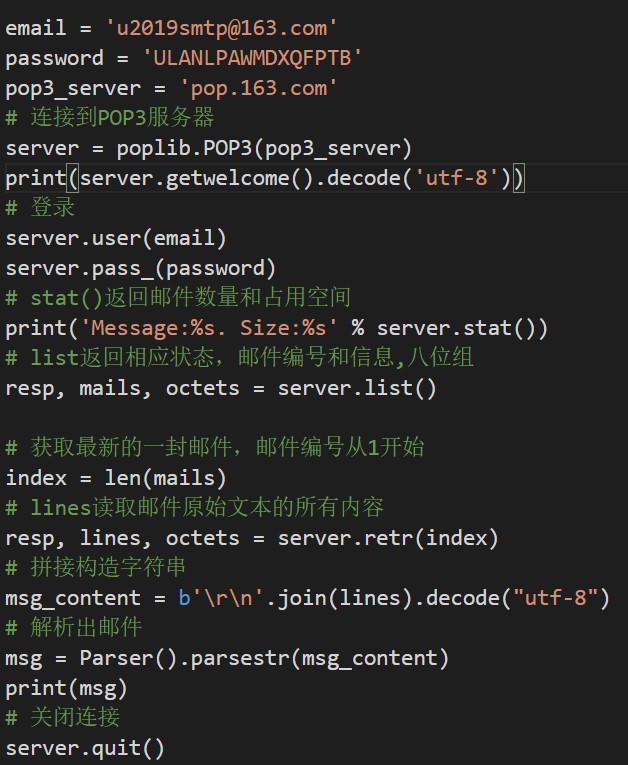 email = 'u2019smtp@163.com'
password = 'ULANLPAWMDXQFPTB'
pop3_server = 'pop.163.com'
# 连接到POP3服务器
server = poplib.POP3(pop3_server)
print(server.getwelcome().decode('utf-8'))
# 登录
server.user(email)
server.pass_(password)
# stat()返回邮件数量和占用空间
print('Message:%s. Size:%s' % server.stat())
# list返回相应状态，邮件编号和信息,八位组
resp, mails, octets = server.list()
# 获取最新的一封邮件，邮件编号从1开始
index = len(mails)
# lines读取邮件原始文本的所有内容
resp, lines, octets = server.retr(index)
# 拼接构造字符串
msg_content = b'\r\n'.join(lines).decode("utf-8")
# 解析出邮件
msg = Parser().parsestr(msg_content)
print(msg)
# 关闭连接
server.quit()